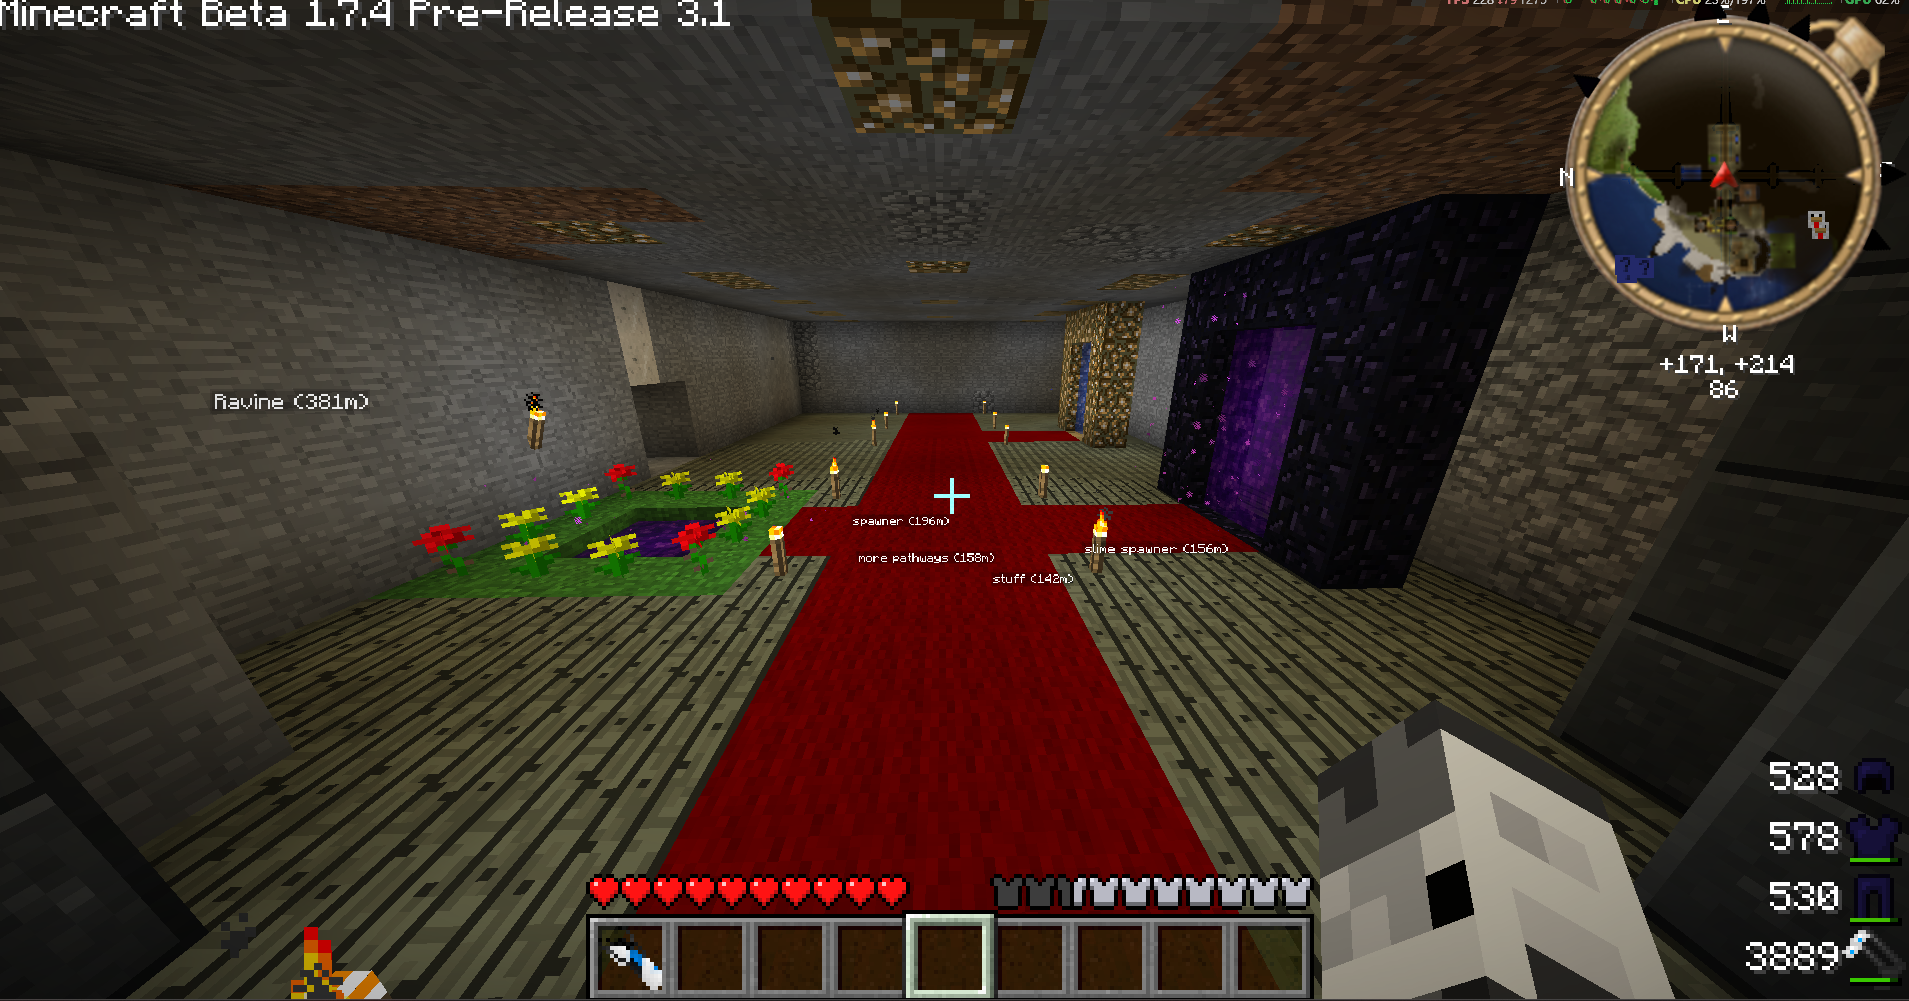 Minecraft Beta 1.7.4 Pre-Release 3.1
N
W
+171, +214
86
Ravine (381m)
spawner (196m)
more pathways (158m)
slime spawner (156m)
stuff (142m)
? ?
528
578
530
3889